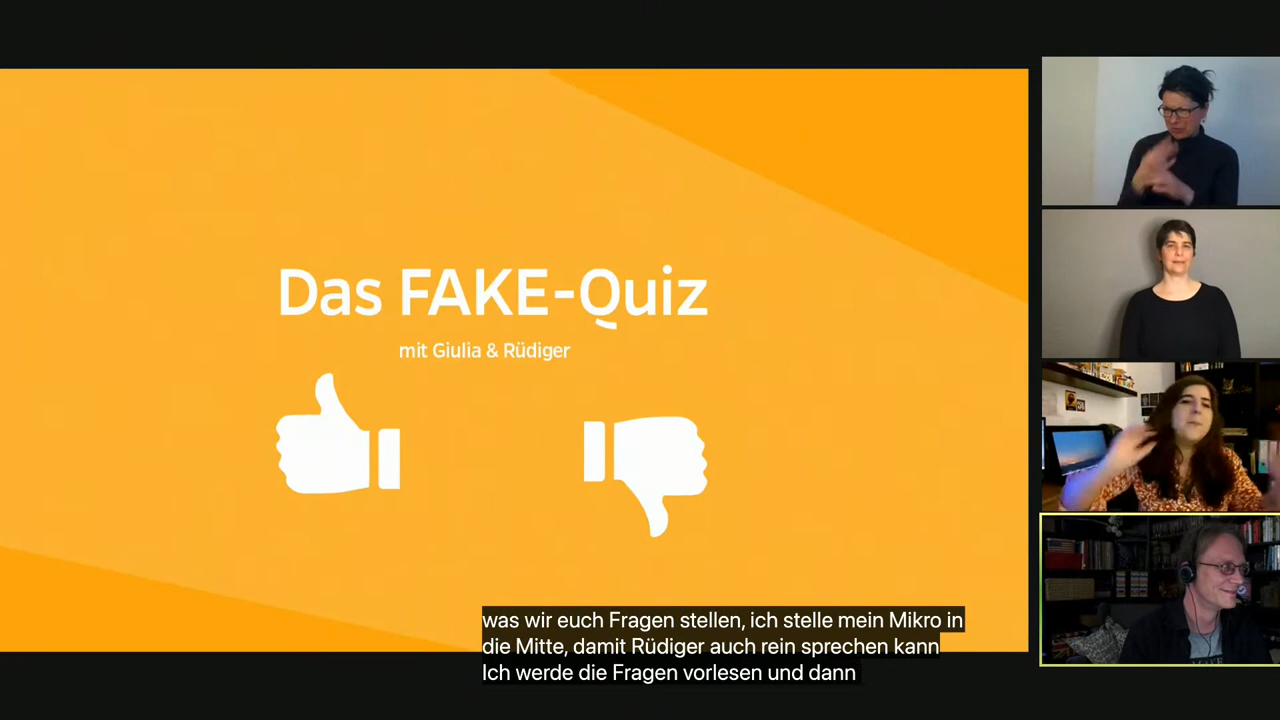 Das FAKE-Quiz
mit Giulia & Rüdiger
was wir euch Fragen stellen, ich stelle mein Mikro in
die Mitte, damit Rüdiger auch rein sprechen kann
Ich werde die Fragen vorlesen und dann